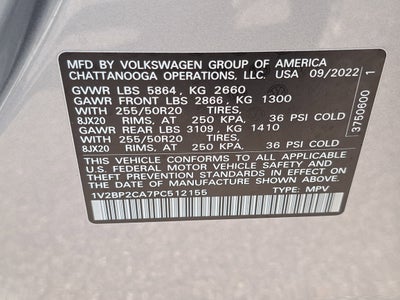 MFD BY VOLKSWAGEN GROUP OF AMERICA
CHATTANOOGA OPERATIONS, LLC. USA 09/2022
GVWR LBS 5864, KG 2660
GAWR FRONT LBS 2866, KG 1300
WITH 255/50R20 TIRES,
8JX20 RIMS, AT 250 KPA, 36 PSI COLD
GAWR REAR LBS 3109, KG 1410
WITH 255/50R20 TIRES,
8JX20 RIMS, AT 250 KPA, 36 PSI COLD
THIS VEHICLE CONFORMS TO ALL APPLICABLE
U.S. FEDERAL MOTOR VEHICLE SAFETY AND
THEFT PREVENTION STANDARDS IN EFFECT ON
THE DATE OF MANUFACTURE SHOWN ABOVE.
1V2BP2CA7PC512155 TYPE: MPV
3750600 1